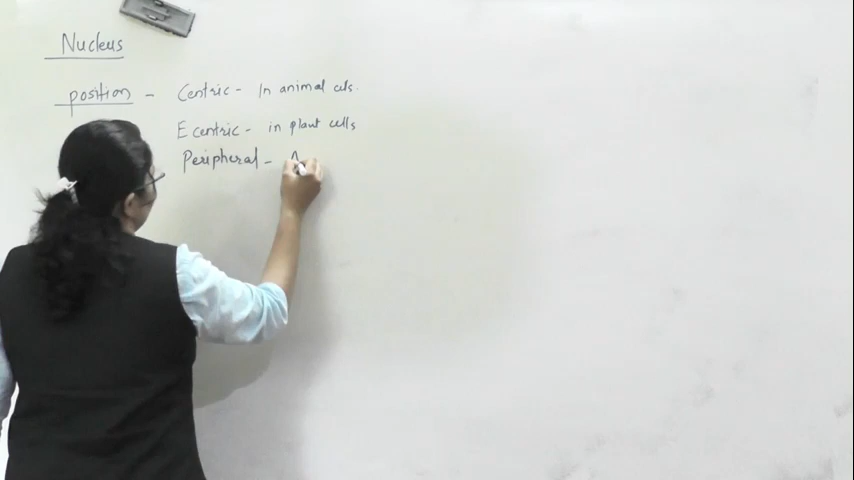 Nucleus
position - Centric - In animal cells.
Ecentric - in plant cells
Peripheral - A